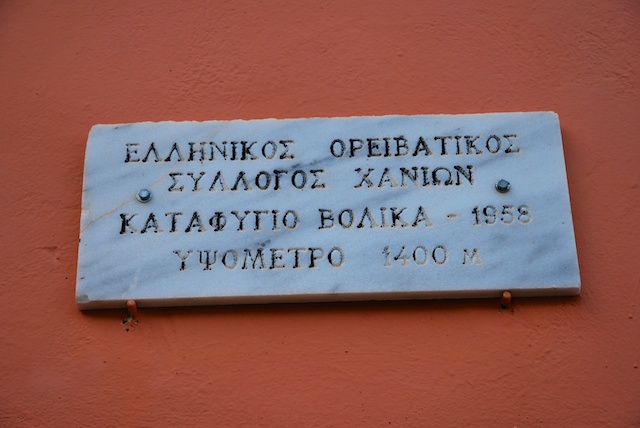 ΕΛΛΗΝΙΚΟΣ ΟΡΕΙΒΑΤΙΚΟΣ
ΣΥΛΛΟΓΟΣ ΧΑΝΙΩΝ
ΚΑΤΑΦΥΓΙΟ ΒΟΛΙΚΑ - 1958
ΥΨΟΜΕΤΡΟ 1400 Μ